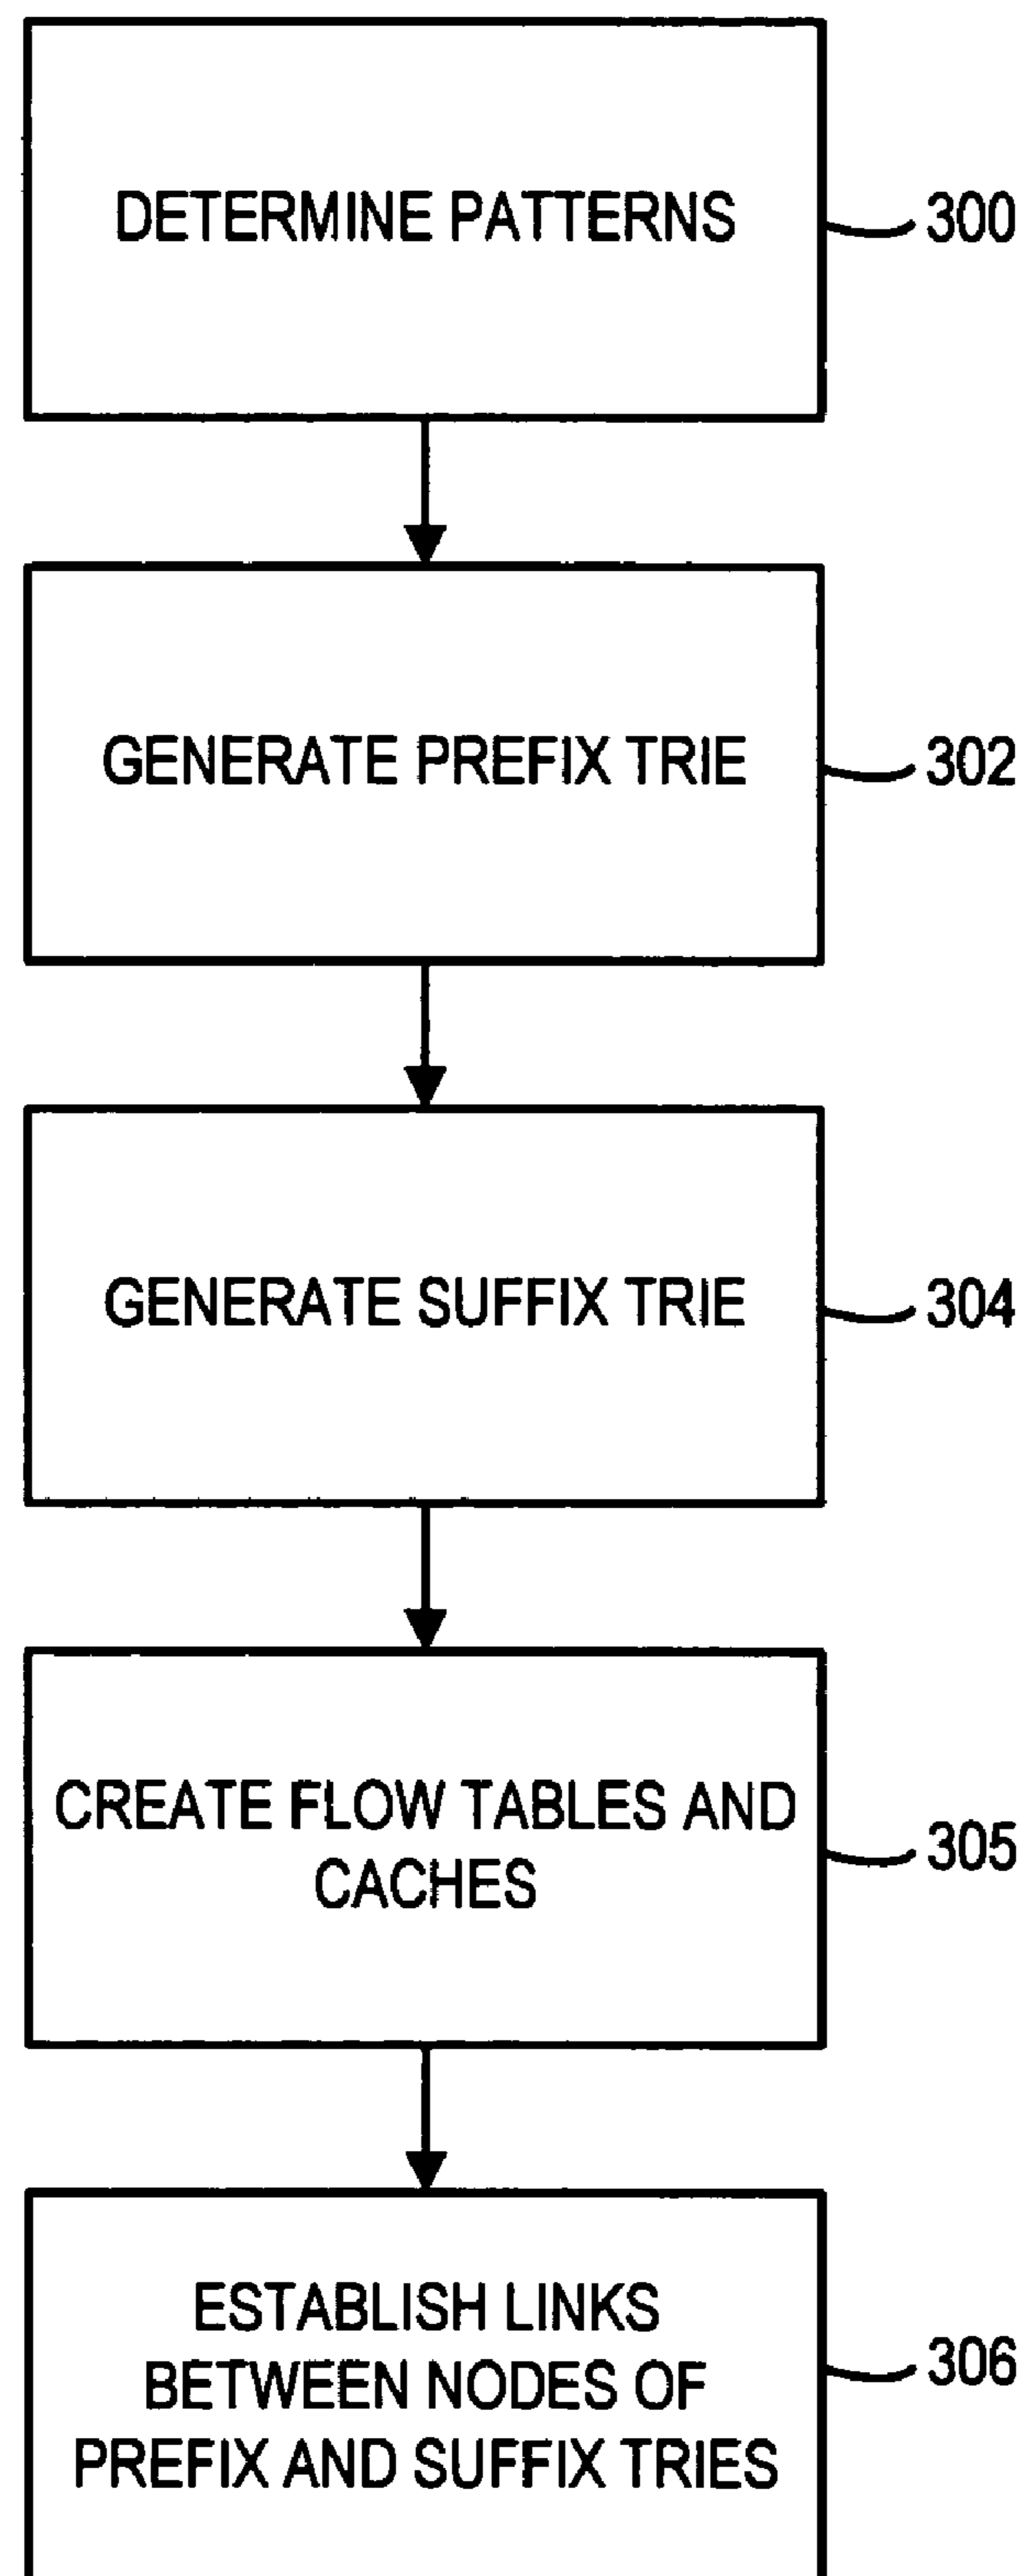 DETERMINE PATTERNS
300
GENERATE PREFIX TRIE
302
GENERATE SUFFIX TRIE
304
CREATE FLOW TABLES AND
CACHES
305
ESTABLISH LINKS
BETWEEN NODES OF
PREFIX AND SUFFIX TRIES
306